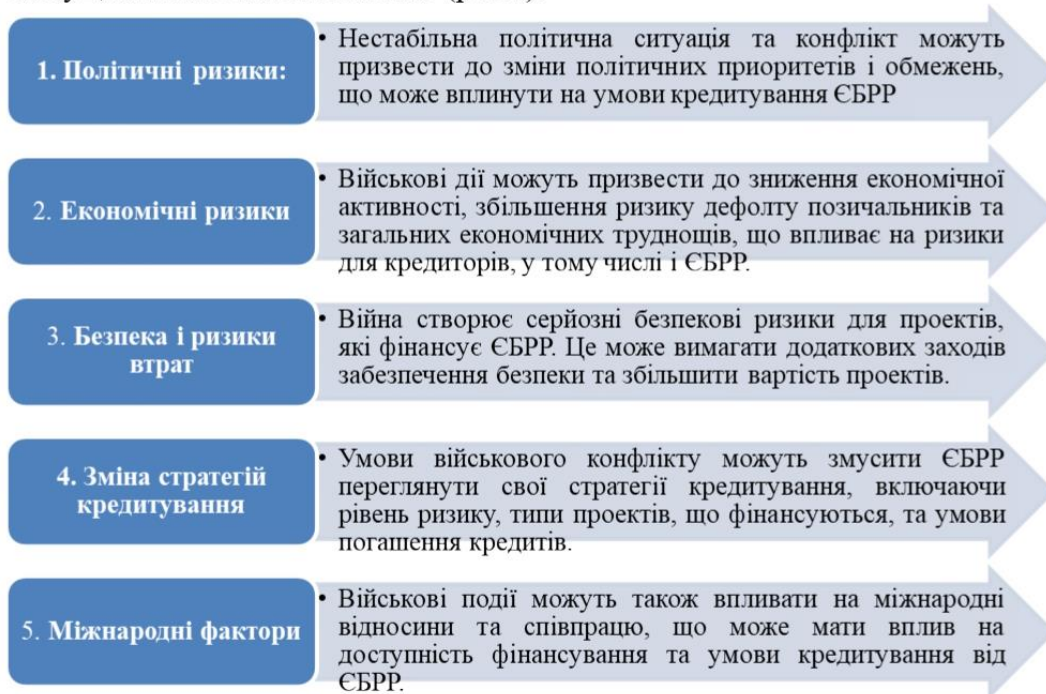 1. Політичні ризики:
• Нестабільна політична ситуація та конфлікт можуть
призвести до зміни політичних приоритетів і обмежень,
що може вплинути на умови кредитування ЄБРР
2. Економічні ризики
• Військові дії можуть призвести до зниження економічної
активності, збільшення ризику дефолту позичальників та
загальних економічних труднощів, що впливає на ризики
для кредиторів, у тому числі і ЄБРР.
3. Безпека і ризики
втрат
• Війна створює серйозні безпекові ризики для проектів,
які фінансує ЄБРР. Це може вимагати додаткових заходів
забезпечення безпеки та збільшити вартість проектів.
4. Зміна стратегій
кредитування
• Умови військового конфлікту можуть змусити ЄБРР
переглянути свої стратегії кредитування, включаючи
рівень ризику, типи проектів, що фінансуються, та умови
погашення кредитів.
5. Міжнародні фактори
• Військові події можуть також впливати на міжнародні
відносини та співпрацю, що може мати вплив на
доступність фінансування та умови кредитування від
ЄБРР.